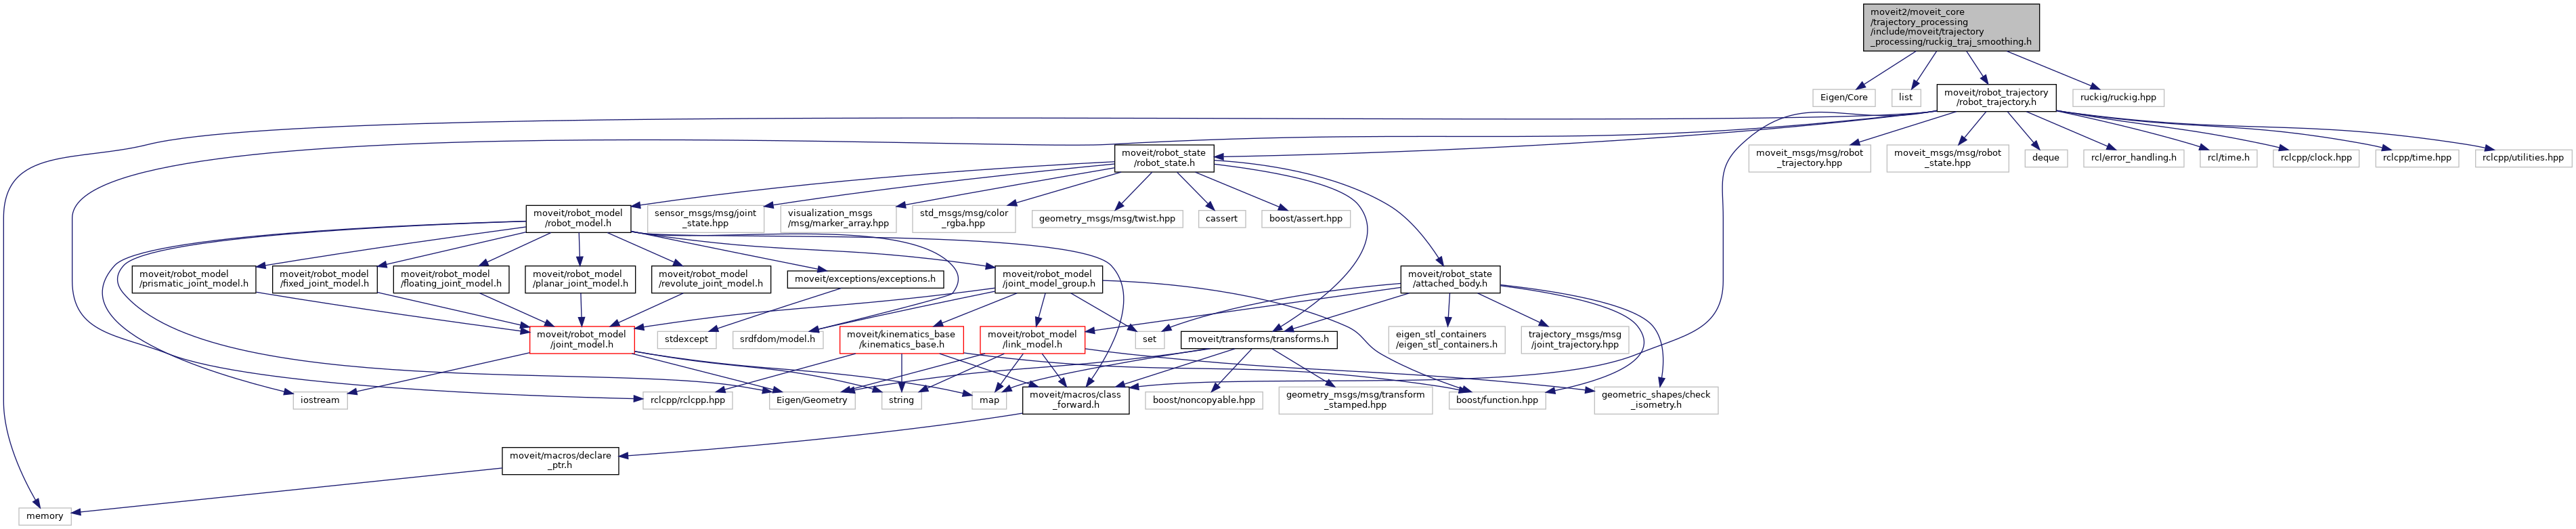 moveit2/moveit_core
/trajectory_processing
/include/moveit/trajectory
_processing/ruckig_traj_smoothing.h
Eigen/Core
list
moveit/robot_trajectory
/robot_trajectory.h
ruckig/ruckig.hpp
moveit/robot_state
/robot_state.h
moveit_msgs/msg/robot
_trajectory.hpp
moveit_msgs/msg/robot
_state.hpp
deque
rcl/error_handling.h
rcl/time.h
rclcpp/clock.hpp
rclcpp/time.hpp
rclcpp/utilities.hpp
moveit/robot_model
/robot_model.h
sensor_msgs/msg/joint
_state.hpp
visualization_msgs
/msg/marker_array.hpp
std_msgs/msg/color
_rgba.hpp
geometry_msgs/msg/twist.hpp
cassert
boost/assert.hpp
moveit/robot_model
/prismatic_joint_model.h
moveit/robot_model
/fixed_joint_model.h
moveit/robot_model
/floating_joint_model.h
moveit/robot_model
/planar_joint_model.h
moveit/robot_model
/revolute_joint_model.h
moveit/exceptions/exceptions.h
moveit/robot_model
/joint_model_group.h
moveit/robot_state
/attached_body.h
moveit/robot_model
/joint_model.h
stdexcept
srdfdom/model.h
moveit/kinematics_base
/kinematics_base.h
moveit/robot_model
/link_model.h
set
moveit/transforms/transforms.h
eigen_stl_containers
/eigen_stl_containers.h
trajectory_msgs/msg
/joint_trajectory.hpp
iostream
rclcpp/rclcpp.hpp
Eigen/Geometry
string
map
moveit/macros/class
_forward.h
boost/noncopyable.hpp
geometry_msgs/msg/transform
_stamped.hpp
boost/function.hpp
geometric_shapes/check
_isometry.h
moveit/macros/declare
_ptr.h
memory